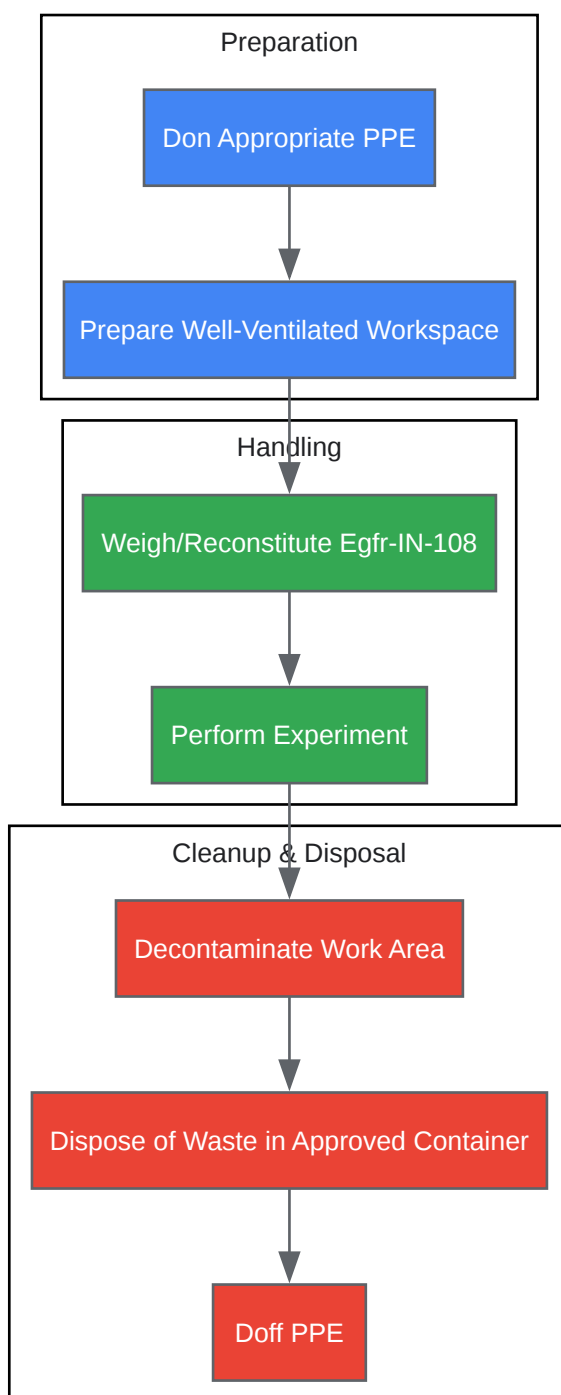 Preparation
Don Appropriate PPE
Prepare Well-Ventilated Workspace
Handling
Weigh/Reconstitute Egfr-IN-108
Perform Experiment
Cleanup & Disposal
Decontaminate Work Area
Dispose of Waste in Approved Container
Doff PPE